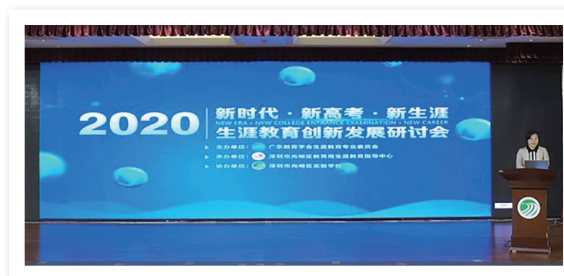 2020
新时代·新高考·新生涯
NEW ERA • NEW COLLEGE ENTRANCE EXAMINATION • NEW CAREER
生涯教育创新发展研讨会
主办单位：广东教育学会生涯教育专业委员会
承办单位：深圳市光明区教育局生涯教育指导中心
协办单位：深圳市光明区实验学校